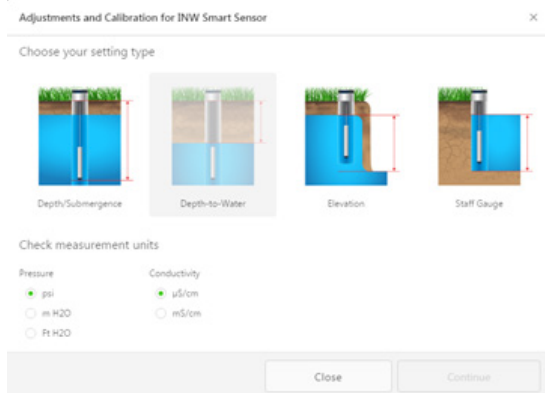 Adjustments and Calibration for INW Smart Sensor
Choose your setting type
Depth/Submergence
Depth-to-Water
Elevation
Staff Gauge
Check measurement units
Pressure
Conductivity
psi
µS/cm
m H2O
mS/cm
Ft H2O
Close
Continue